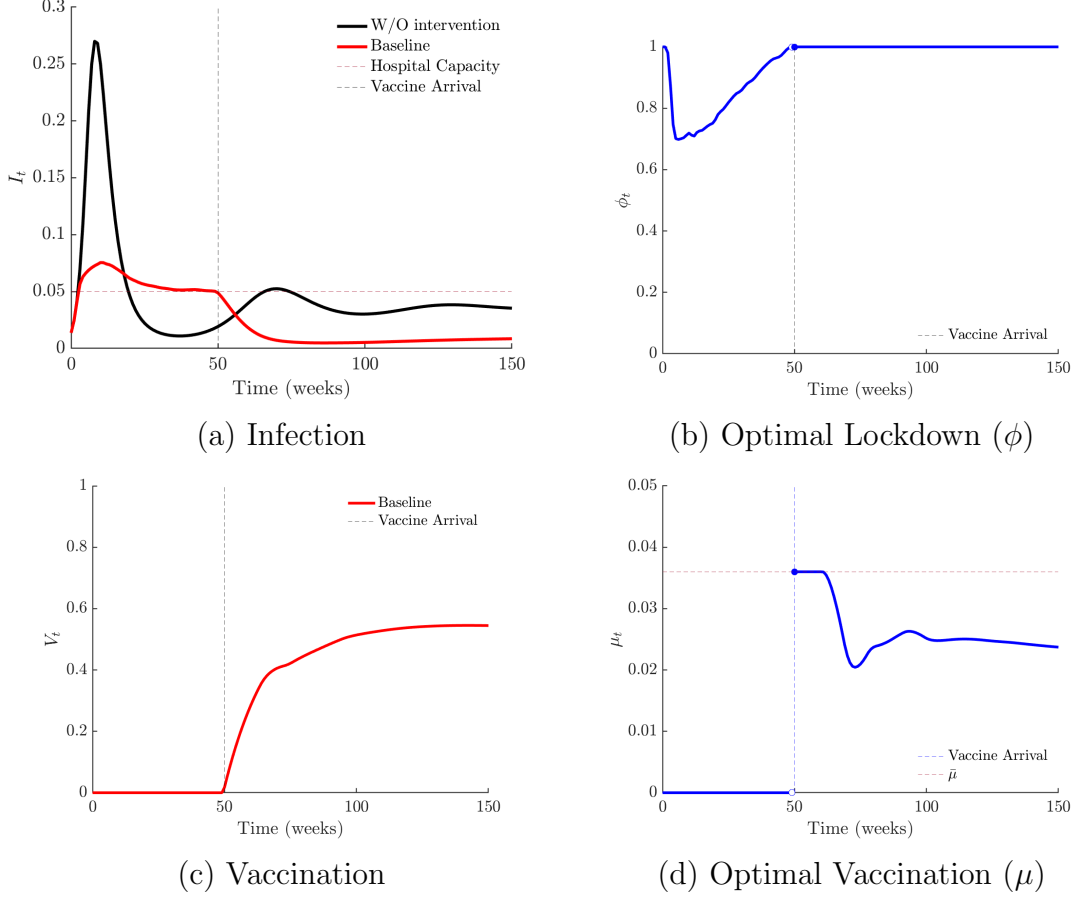 0.3
0.25
0.2
0.15
0.1
0.05
0
I_t
0
50
100
150
Time (weeks)
W/O intervention
Baseline
Hospital Capacity
Vaccine Arrival
(a) Infection
1
0.8
0.6
0.4
0.2
0
ϕ_t
0
50
100
150
Time (weeks)
Vaccine Arrival
(b) Optimal Lockdown (ϕ)
1
0.8
0.6
0.4
0.2
0
V_t
0
50
100
150
Time (weeks)
Baseline
Vaccine Arrival
(c) Vaccination
0.05
0.04
0.03
0.02
0.01
0
μ_t
0
50
100
150
Time (weeks)
Vaccine Arrival
μ̄
(d) Optimal Vaccination (μ)